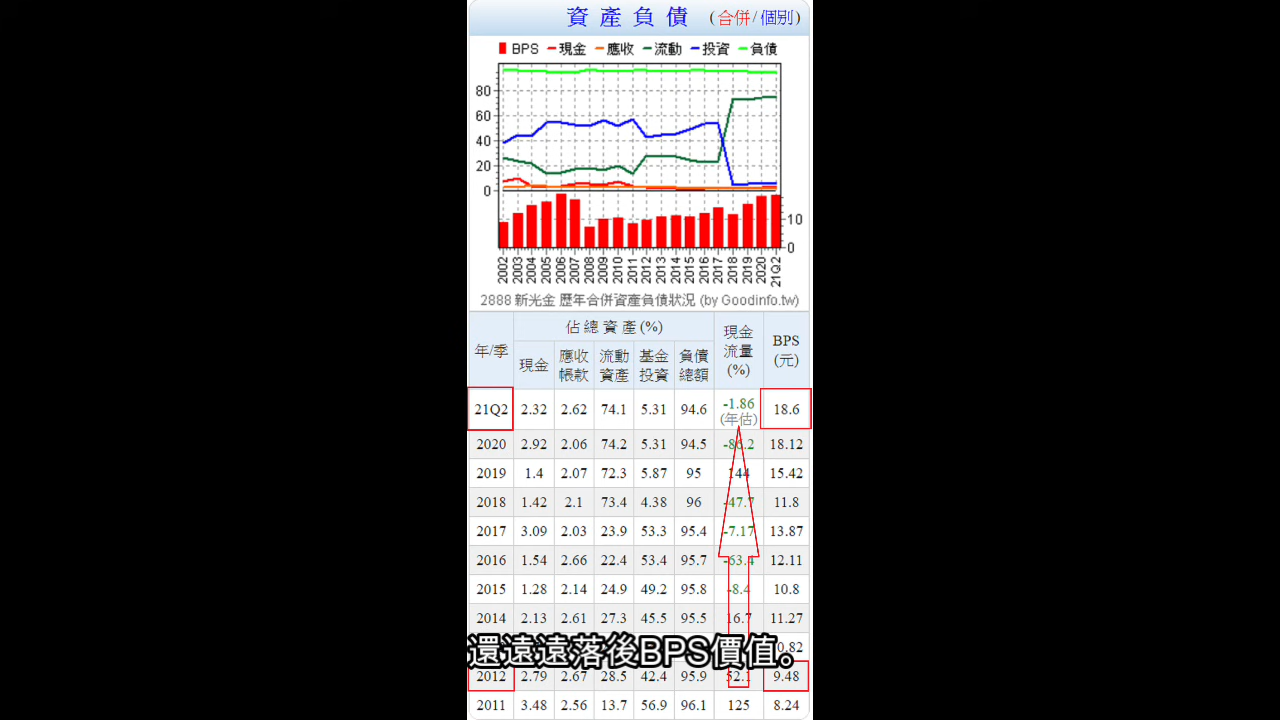 資產負債 (合併/個別)
BPS 現金 應收 流動 投資 負債
80
60
40
20
0
10
0
2002 2003 2004 2005 2006 2007 2008 2009 2010 2011 2012 2013 2014 2015 2016 2017 2018 2019 2020 21Q2
2888 新光金 歷年合併資產負債狀況 (by Goodinfo.tw)
年/季 佔總資產(%) 現金流量(%) BPS(元)
現金 應收帳款 流動資產 基金投資 負債總額
21Q2 2.32 2.62 74.1 5.31 94.6 -1.86 (年估) 18.6
2020 2.92 2.06 74.2 5.31 94.5 18.12
2019 1.4 2.07 72.3 5.87 95 144 15.42
2018 1.42 2.1 73.4 4.38 96 -47.7 11.8
2017 3.09 2.03 23.9 53.3 95.4 -7.17 13.87
2016 1.54 2.66 22.4 53.4 95.7 -63.4 12.11
2015 1.28 2.14 24.9 49.2 95.8 -8.4 10.8
2014 2.13 2.61 27.3 45.5 95.5 16.7 11.27
還遠遠落後BPS價值。
2012 2.79 2.67 28.5 42.4 95.9 52.1 9.48
2011 3.48 2.56 13.7 56.9 96.1 125 8.24